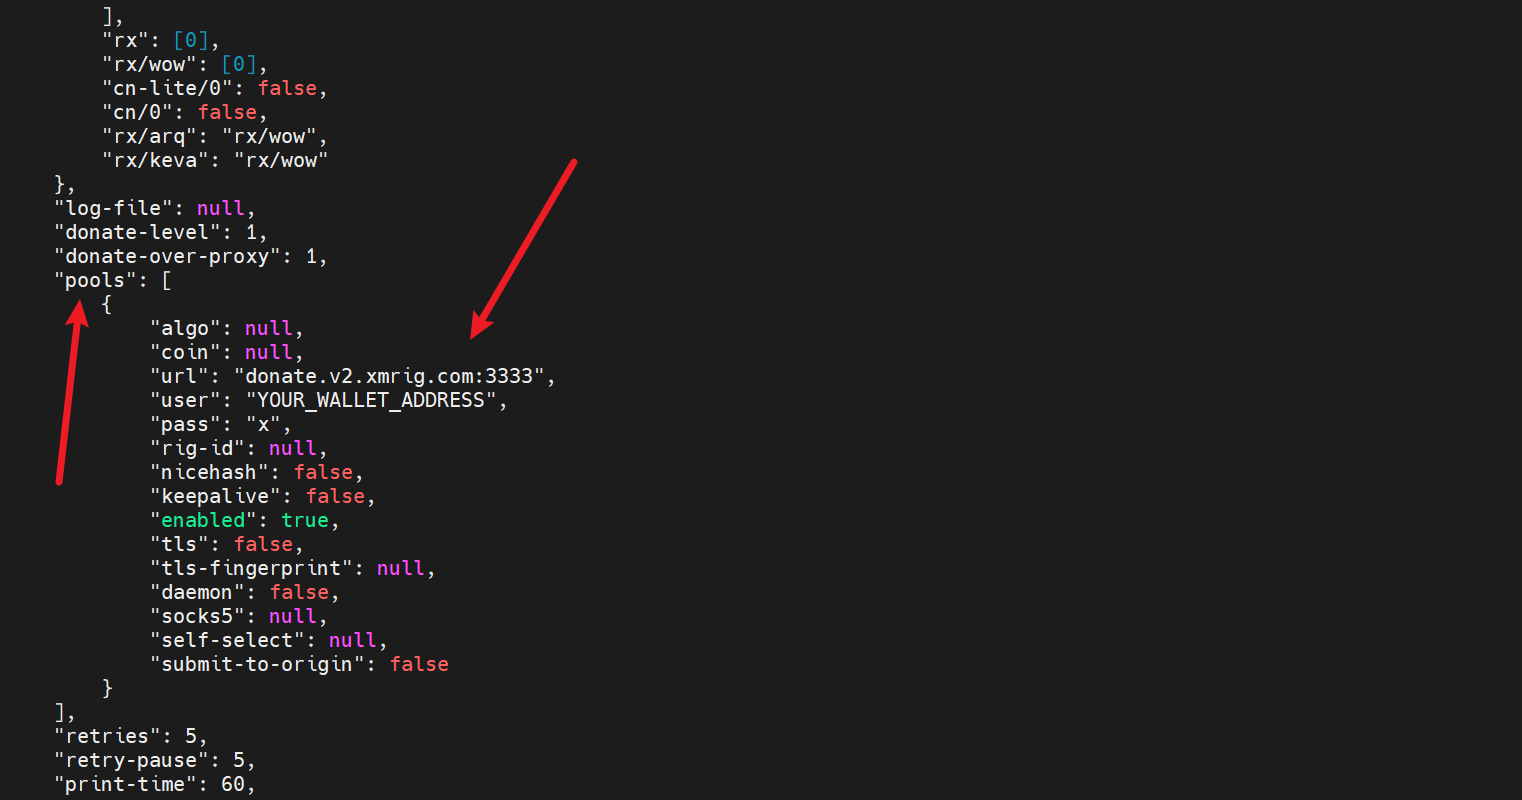 ],
"rx": [0],
"rx/wow": [0],
"cn-lite/0": false,
"cn/0": false,
"rx/arq": "rx/wow",
"rx/keva": "rx/wow"
},
"log-file": null,
"donate-level": 1,
"donate-over-proxy": 1,
"pools": [
{
"algo": null,
"coin": null,
"url": "donate.v2.xmrig.com:3333",
"user": "YOUR_WALLET_ADDRESS",
"pass": "x",
"rig-id": null,
"nicehash": false,
"keepalive": false,
"enabled": true,
"tls": false,
"tls-fingerprint": null,
"daemon": false,
"socks5": null,
"self-select": null,
"submit-to-origin": false
}
],
"retries": 5,
"retry-pause": 5,
"print-time": 60,